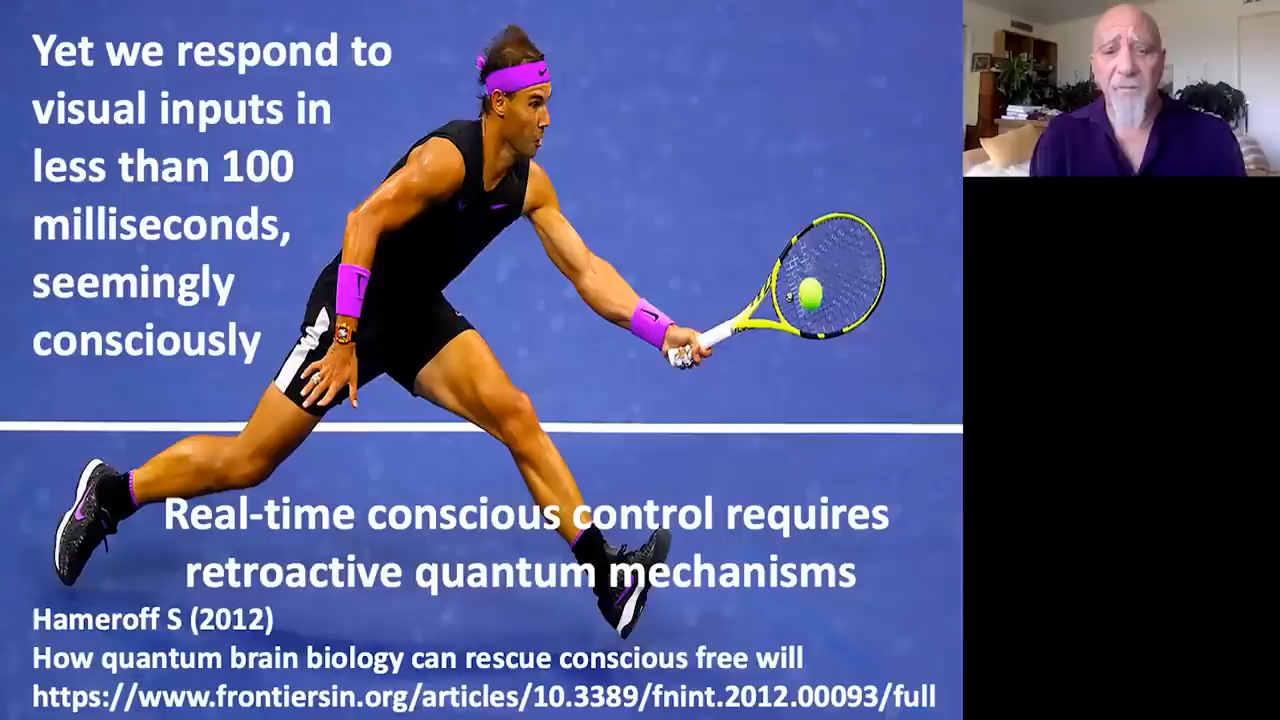 Yet we respond to
visual inputs in
less than 100
milliseconds,
seemingly
consciously
Real-time conscious control requires
retroactive quantum mechanisms
Hameroff S (2012)
How quantum brain biology can rescue conscious free will
https://www.frontiersin.org/articles/10.3389/fnint.2012.00093/full